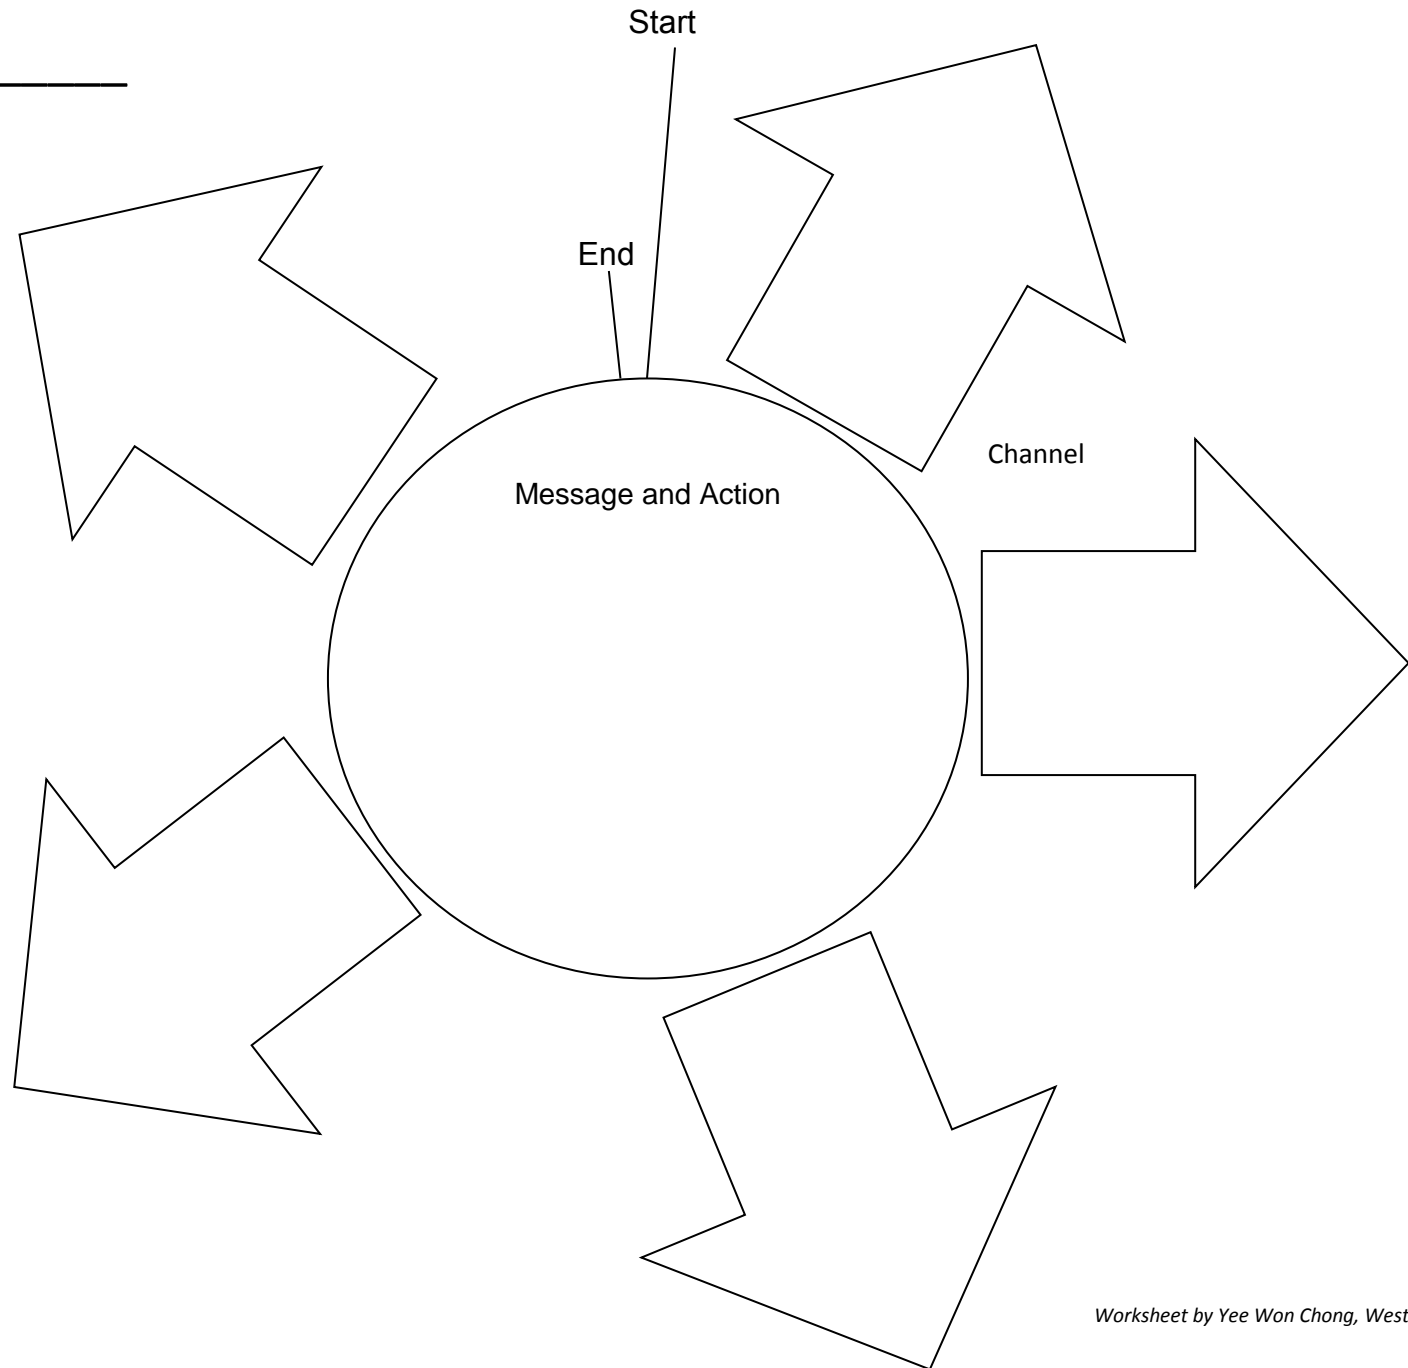 Start
End
Channel
Message and Action
Worksheet by Yee Won Chong, West